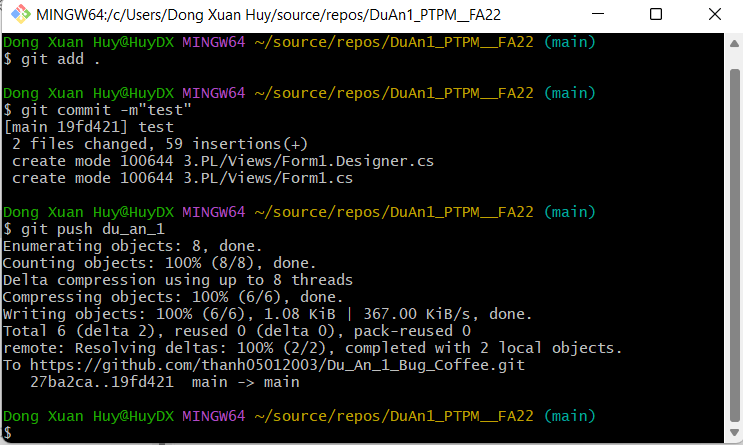 MINGW64:/c/Users/Dong Xuan Huy/source/repos/DuAn1_PTPM__FA22
Dong Xuan Huy@HuyDX MINGW64 ~/source/repos/DuAn1_PTPM__FA22 (main)
$ git add .
Dong Xuan Huy@HuyDX MINGW64 ~/source/repos/DuAn1_PTPM__FA22 (main)
$ git commit -m"test"
[main 19fd421] test
2 files changed, 59 insertions(+)
create mode 100644 3.PL/Views/Form1.Designer.cs
create mode 100644 3.PL/Views/Form1.cs
Dong Xuan Huy@HuyDX MINGW64 ~/source/repos/DuAn1_PTPM__FA22 (main)
$ git push du_an_1
Enumerating objects: 8, done.
Counting objects: 100% (8/8), done.
Delta compression using up to 8 threads
Compressing objects: 100% (6/6), done.
Writing objects: 100% (6/6), 1.08 KiB | 367.00 KiB/s, done.
Total 6 (delta 2), reused 0 (delta 0), pack-reused 0
remote: Resolving deltas: 100% (2/2), completed with 2 local objects.
To https://github.com/thanh05012003/Du_An_1_Bug_Coffee.git
27ba2ca..19fd421  main -> main
Dong Xuan Huy@HuyDX MINGW64 ~/source/repos/DuAn1_PTPM__FA22 (main)
$